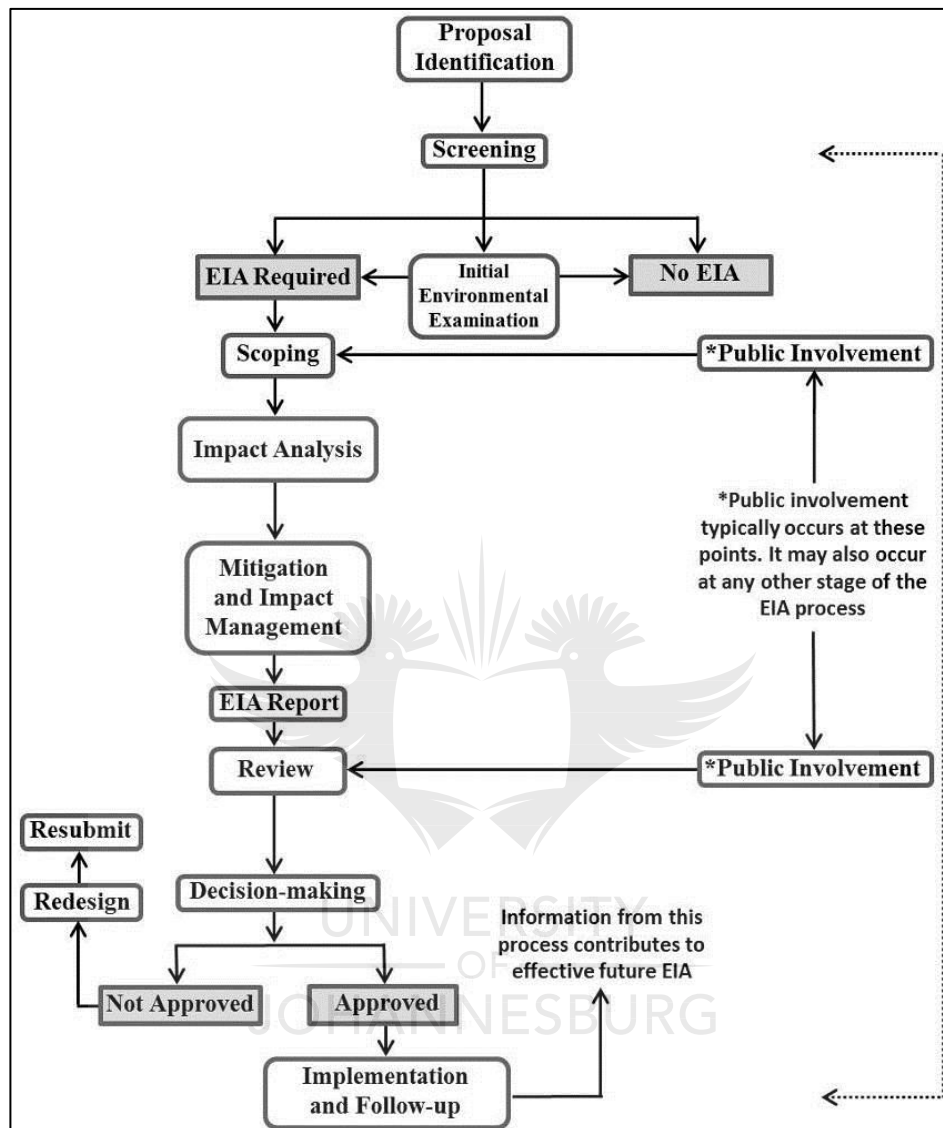 Proposal
Identification
Screening
EIA Required
Initial
Environmental
Examination
No EIA
Scoping
*Public Involvement
Impact Analysis
*Public involvement
typically occurs at these
points. It may also occur
at any other stage of the
EIA process
Mitigation
and Impact
Management
EIA Report
Review
*Public Involvement
Resubmit
Redesign
Decision-making
Information from this
process contributes to
effective future EIA
Not Approved
Approved
Implementation
and Follow-up
UNIVERSITY
OF
JOHANNESBURG